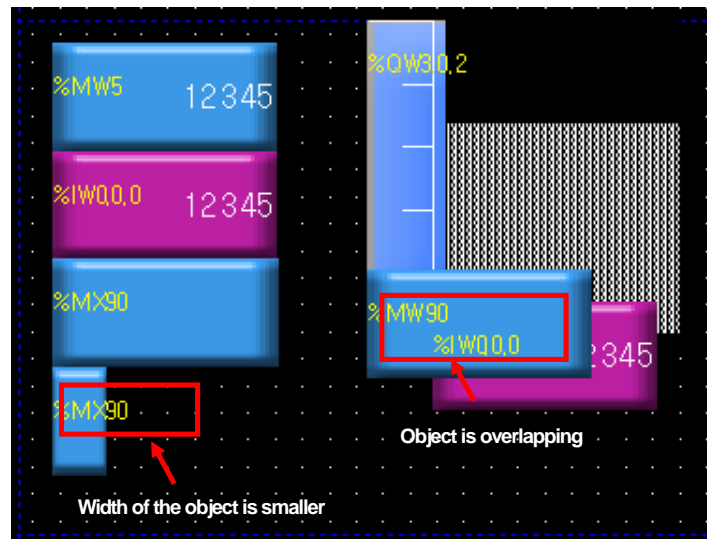 %MW5
12345
%IW0,0,0
12345
%MX90
%MX90
Width of the object is smaller
%QW3,0,2
%MW90
%IW0,0,0
2345
Object is overlapping